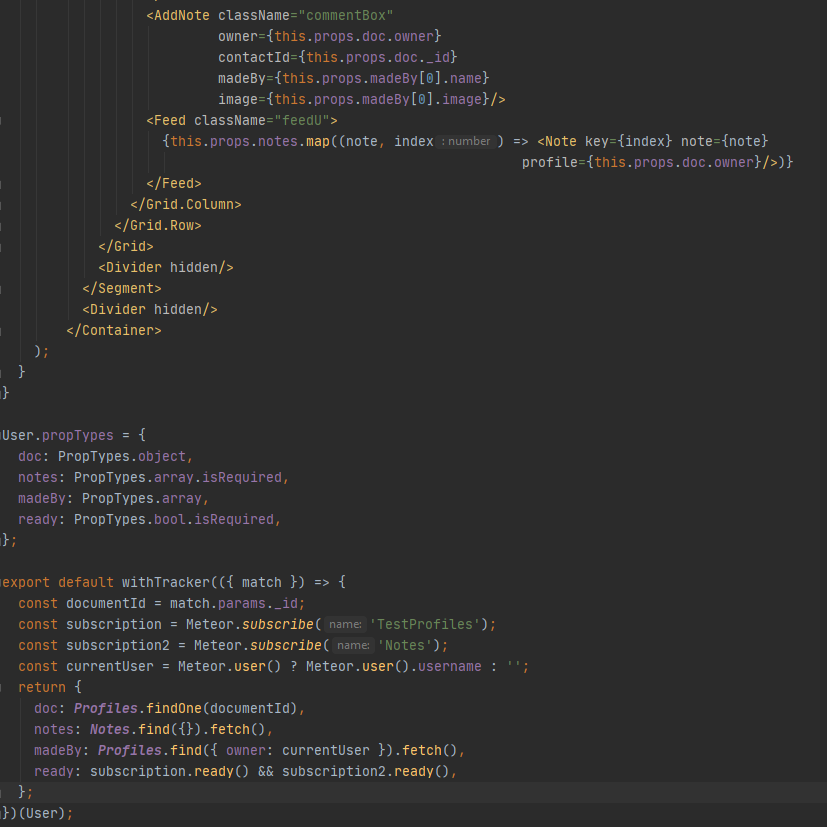 <AddNote className="commentBox"
owner={this.props.doc.owner}
contactId={this.props.doc._id}
madeBy={this.props.madeBy[0].name}
image={this.props.madeBy[0].image}/>
<Feed className="feedU">
{this.props.notes.map((note, index : number ) => <Note key={index} note={note}
profile={this.props.doc.owner}/>)}
</Feed>
</Grid.Column>
</Grid.Row>
</Grid>
<Divider hidden/>
</Segment>
<Divider hidden/>
</Container>
);
}
}
User.propTypes = {
doc: PropTypes.object,
notes: PropTypes.array.isRequired,
madeBy: PropTypes.array,
ready: PropTypes.bool.isRequired,
};
export default withTracker(({ match }) => {
const documentId = match.params._id;
const subscription = Meteor.subscribe( name: 'TestProfiles');
const subscription2 = Meteor.subscribe( name: 'Notes');
const currentUser = Meteor.user() ? Meteor.user().username : '';
return {
doc: Profiles.findOne(documentId),
notes: Notes.find({}).fetch(),
madeBy: Profiles.find({ owner: currentUser }).fetch(),
ready: subscription.ready() && subscription2.ready(),
};
})(User);